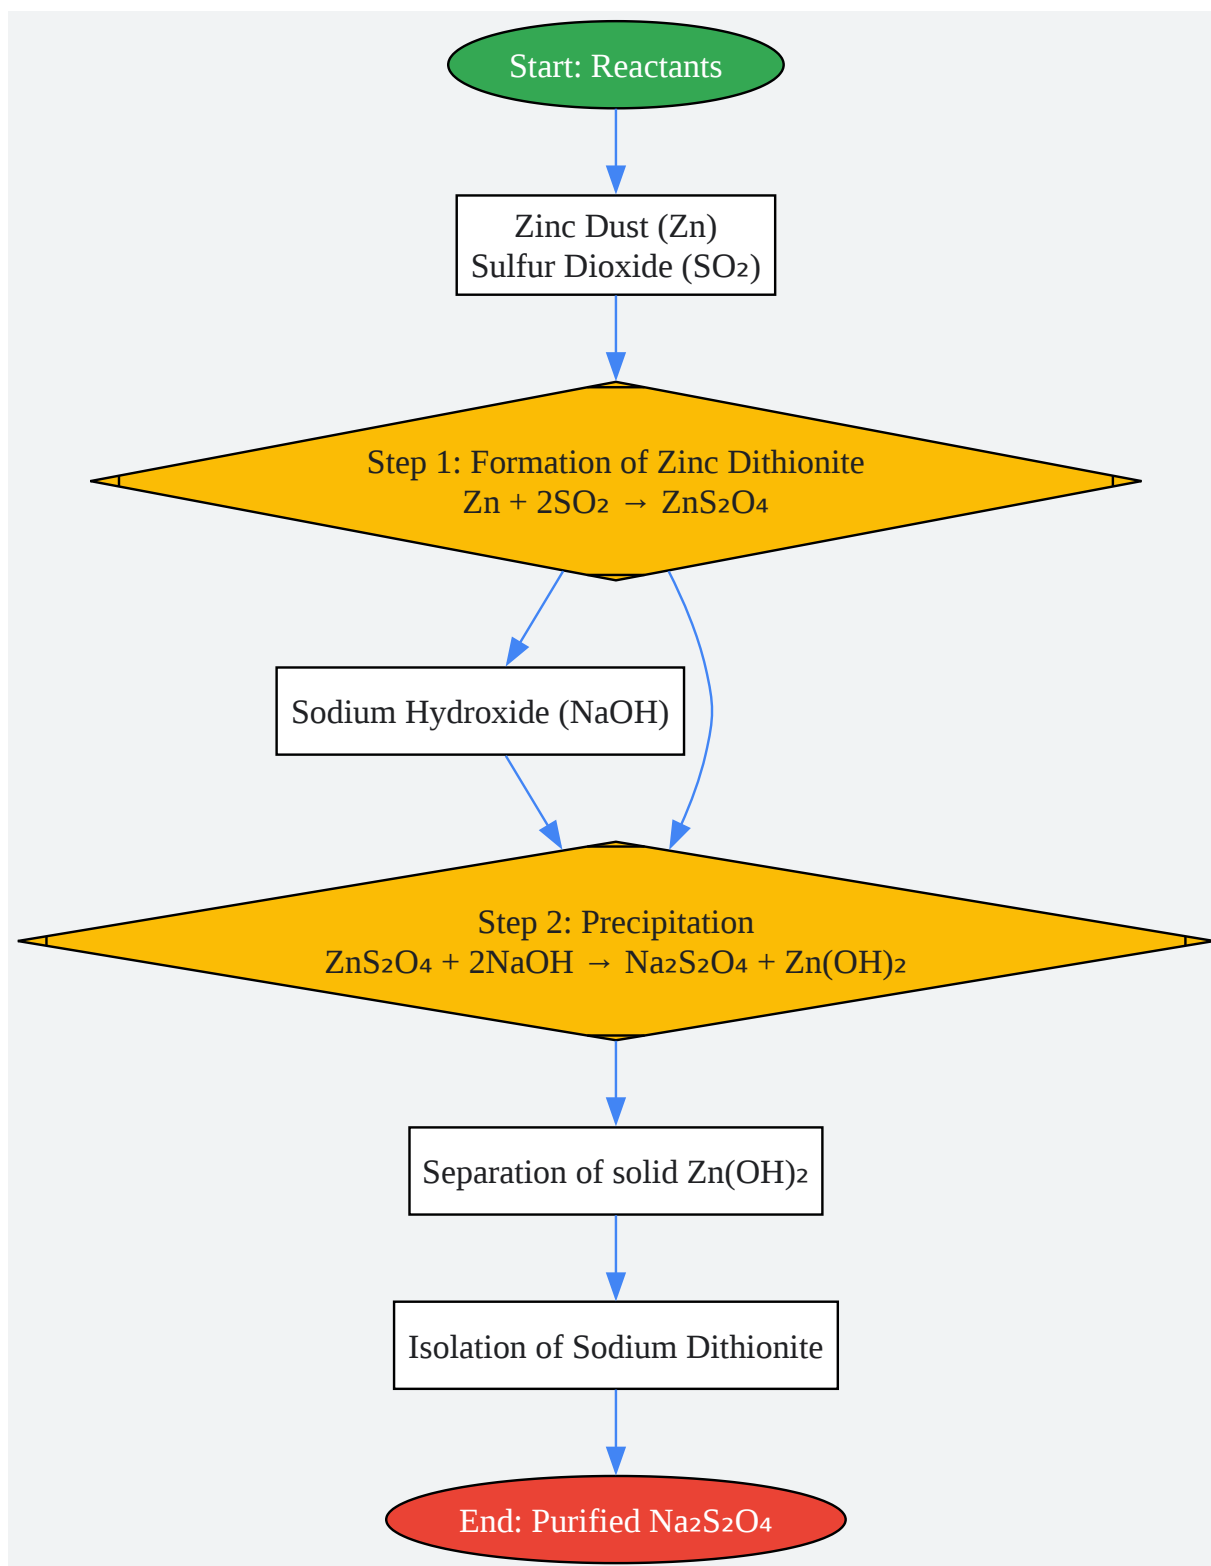 Start: Reactants
Zinc Dust (Zn)
Sulfur Dioxide (SO₂)
Step 1: Formation of Zinc Dithionite
Zn + 2SO₂ → ZnS₂O₄
Sodium Hydroxide (NaOH)
Step 2: Precipitation
ZnS₂O₄ + 2NaOH → Na₂S₂O₄ + Zn(OH)₂
Separation of solid Zn(OH)₂
Isolation of Sodium Dithionite
End: Purified Na₂S₂O₄